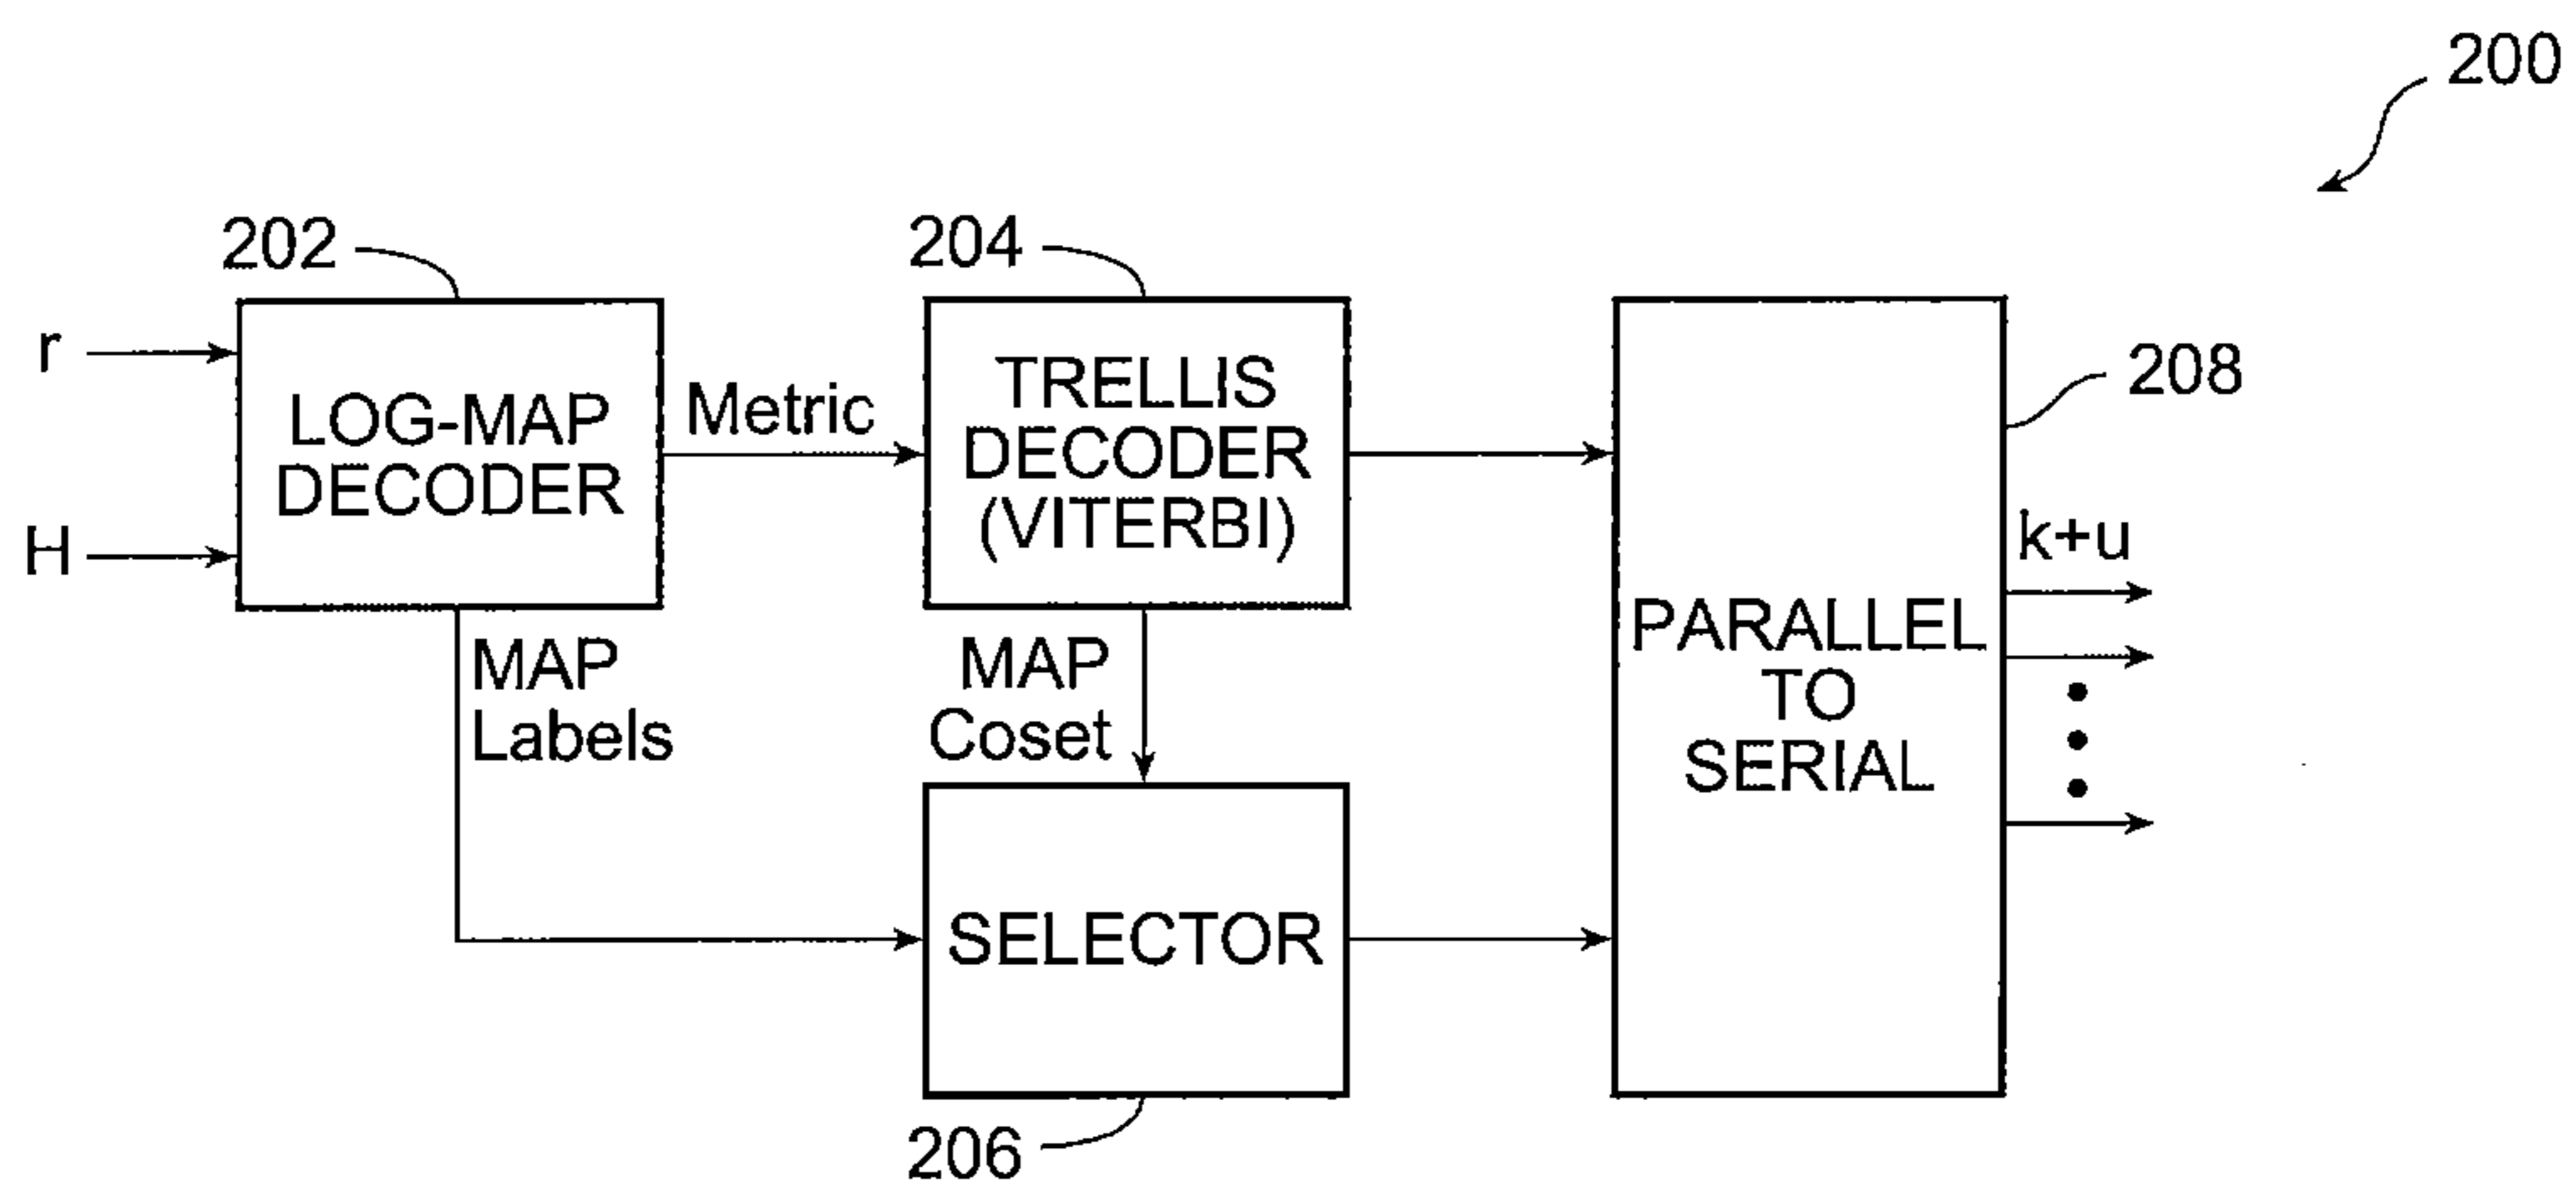 200
202
204
r
LOG-MAP
DECODER
H
Metric
TRELLIS
DECODER
(VITERBI)
208
k+u
MAP
Labels
MAP
Coset
PARALLEL
TO
SERIAL
SELECTOR
206